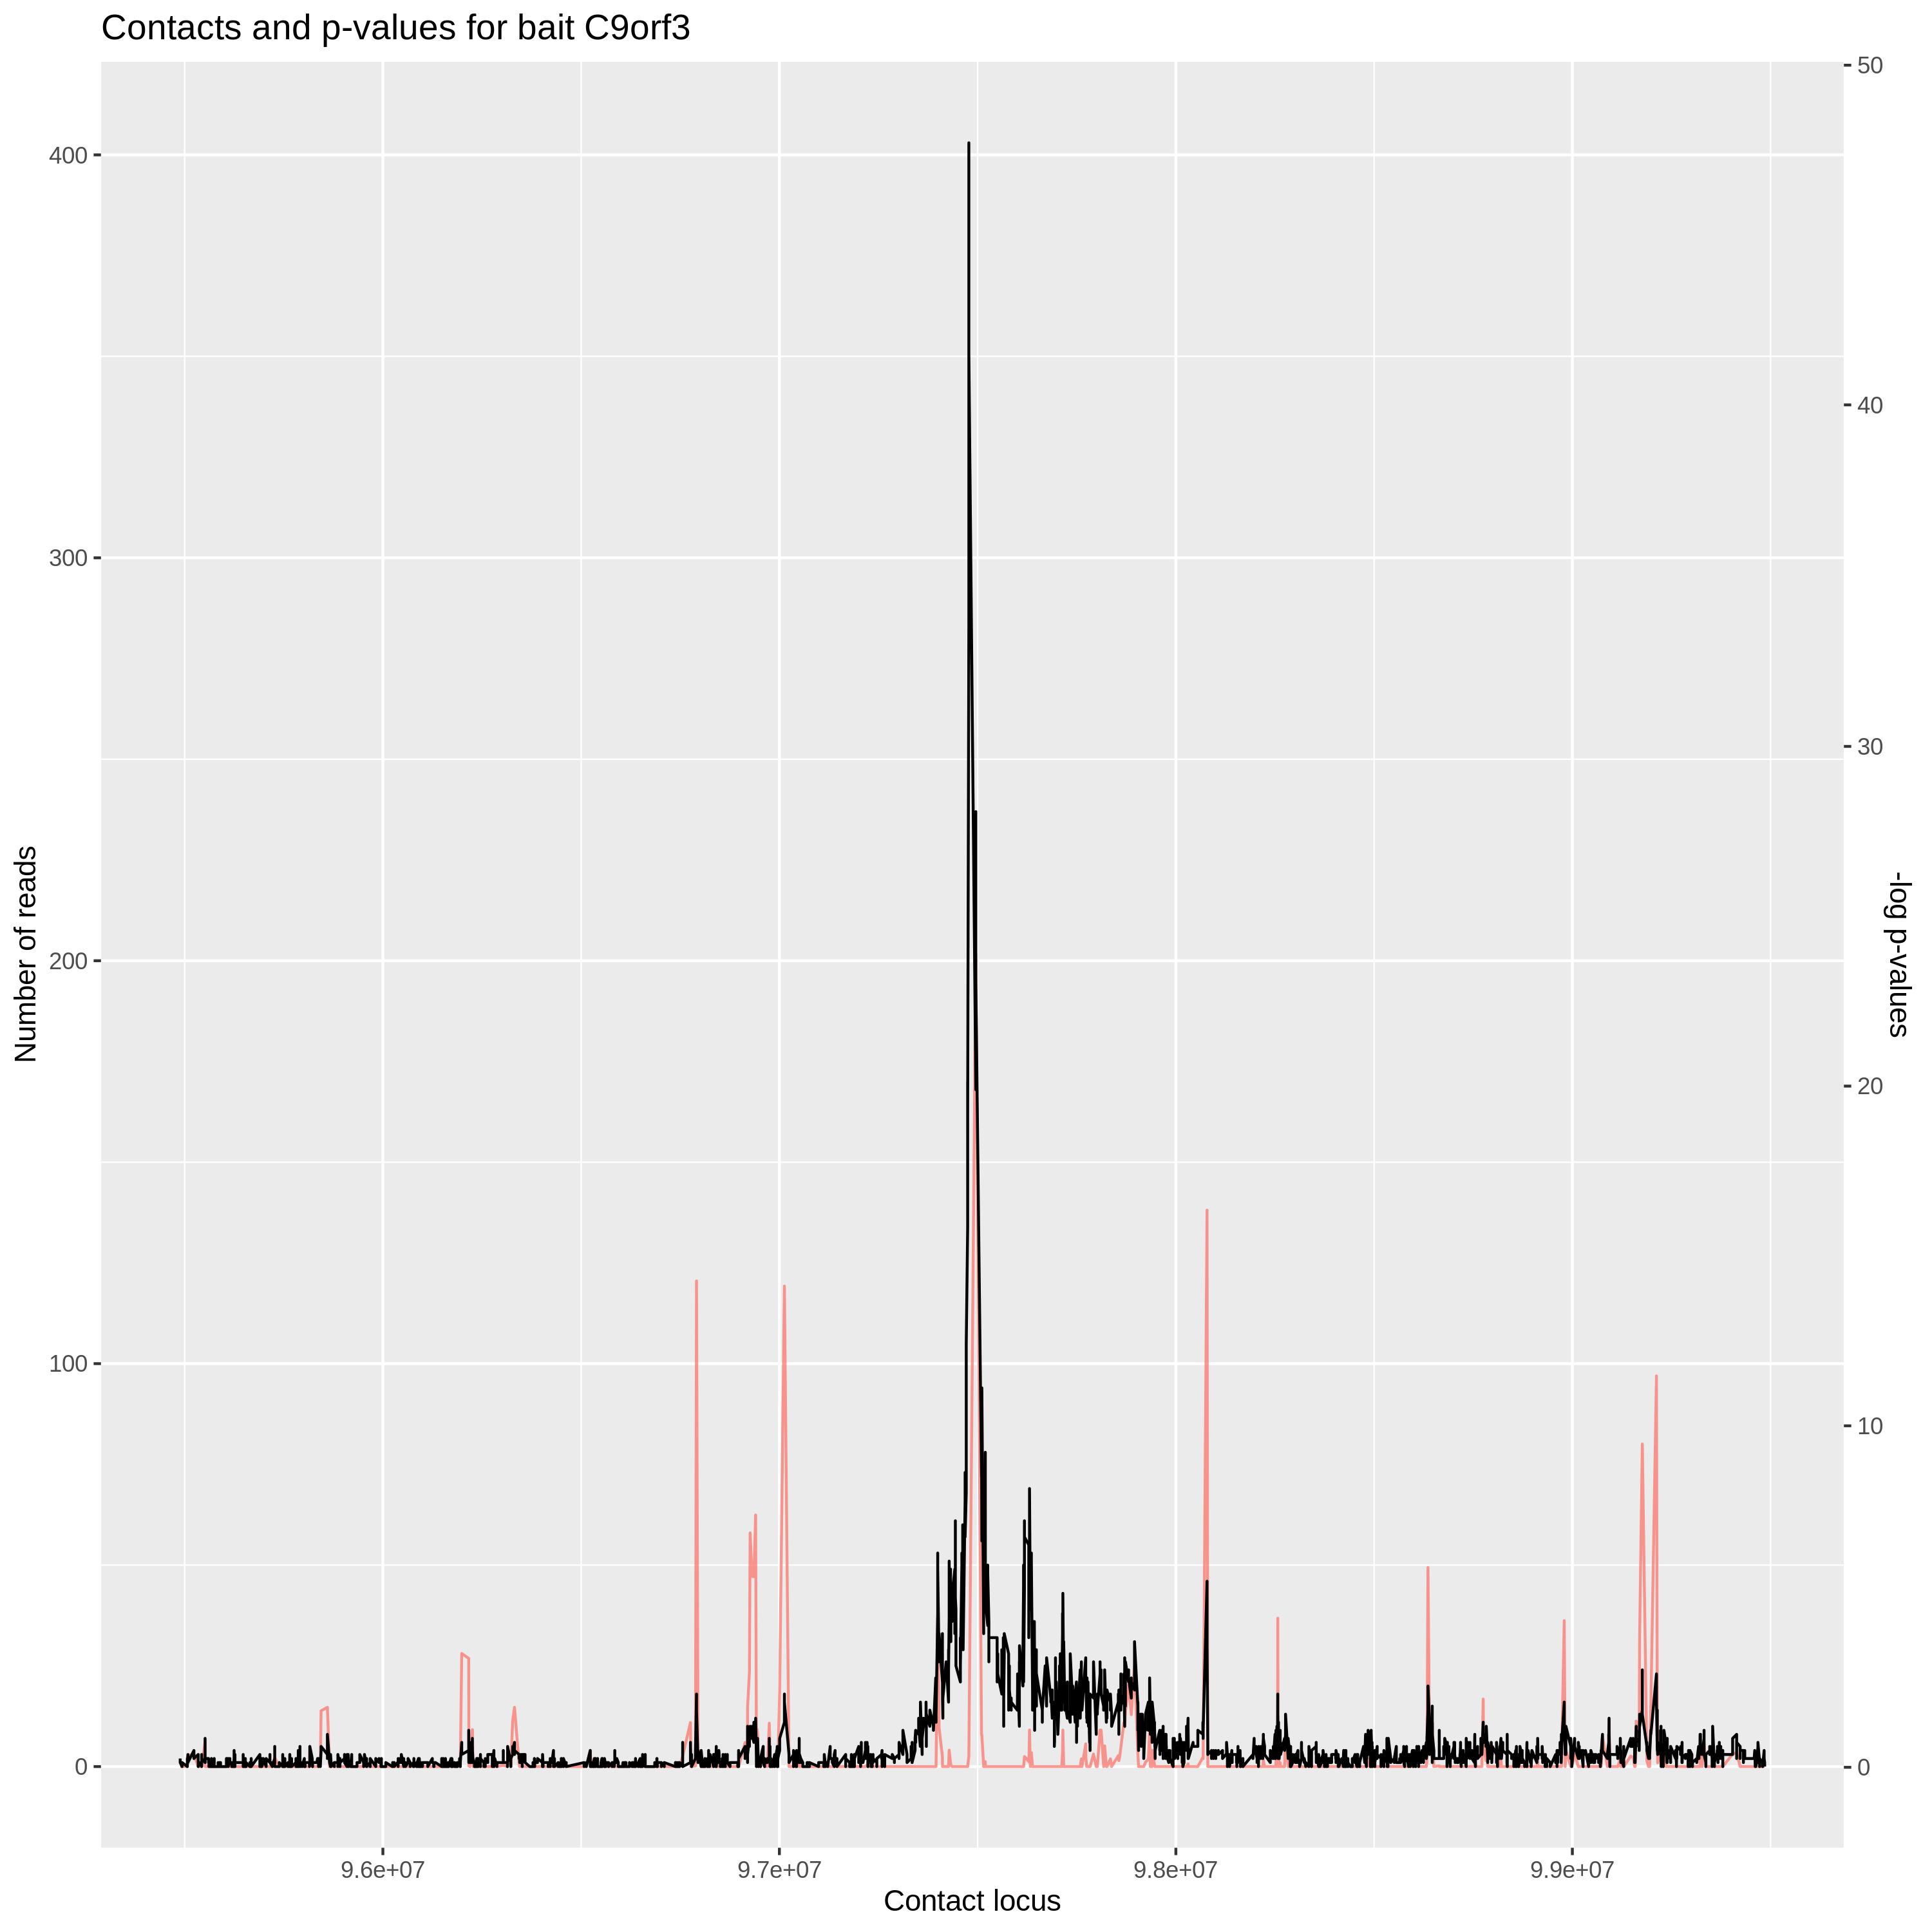 Contacts and p-values for bait C9orf3
50
400
40
300
30
Number of reads
-log p-values
200
20
100
10
0
0
9.6e+07
9.7e+07
9.8e+07
9.9e+07
Contact locus